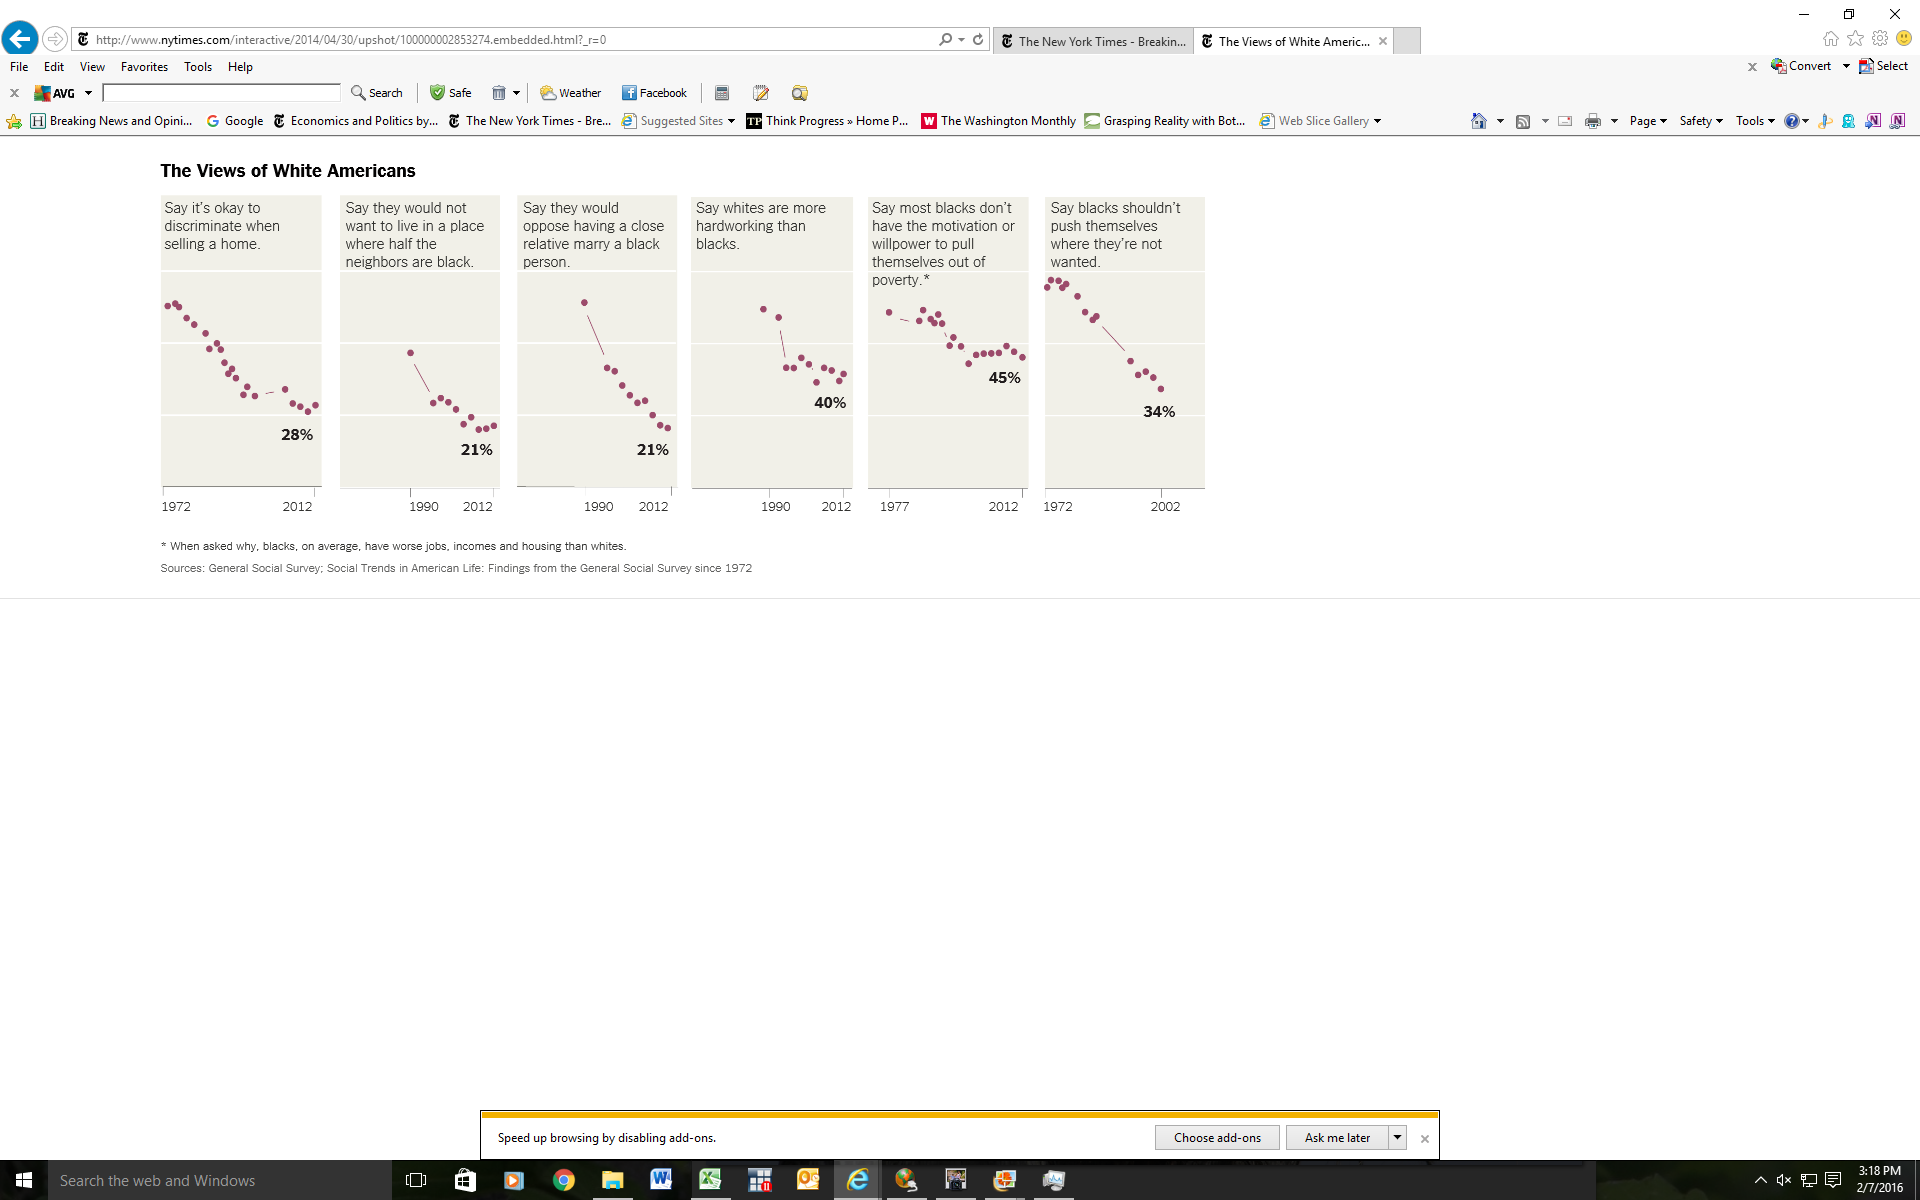 http://www.nytimes.com/interactive/2014/04/30/upshot/100000002853274.embedded.html?_r=0
The New York Times - Breakin...
The Views of White Americ...
File Edit View Favorites Tools Help
Convert
Select
AVG
Search
Safe
Weather
Facebook
Breaking News and Opini...
Google
Economics and Politics by...
The New York Times - Bre...
Suggested Sites
Think Progress » Home P...
The Washington Monthly
Grasping Reality with Bot...
Web Slice Gallery
Page
Safety
Tools
The Views of White Americans
Say it's okay to
discriminate when
selling a home.
28%
1972 2012
Say they would not
want to live in a place
where half the
neighbors are black.
21%
1990 2012
Say they would
oppose having a close
relative marry a black
person.
21%
1990 2012
Say whites are more
hardworking than
blacks.
40%
1990 2012
Say most blacks don't
have the motivation or
willpower to pull
themselves out of
poverty.*
45%
1977 2012
Say blacks shouldn't
push themselves
where they're not
wanted.
34%
1972 2002
* When asked why, blacks, on average, have worse jobs, incomes and housing than whites.
Sources: General Social Survey; Social Trends in American Life: Findings from the General Social Survey since 1972
Speed up browsing by disabling add-ons.
Choose add-ons
Ask me later
Search the web and Windows
3:18 PM
2/7/2016